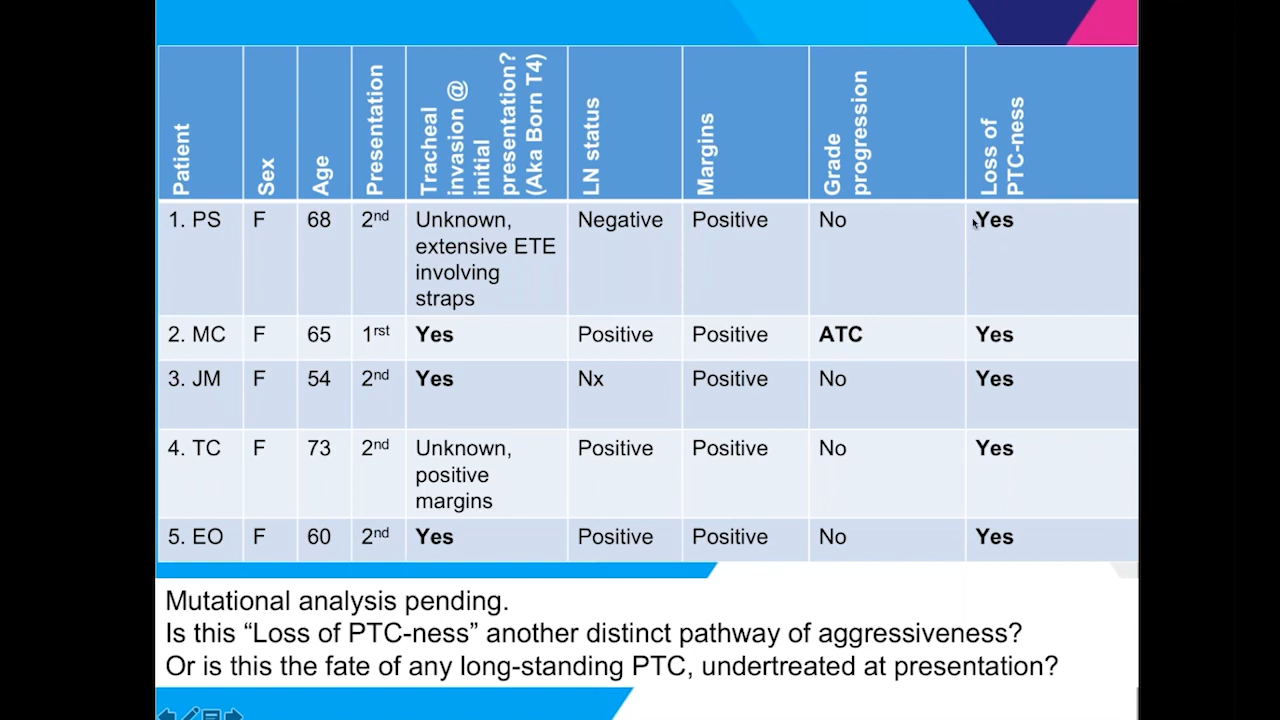 Patient
Sex
Age
Presentation
Tracheal
invasion @
initial
presentation?
(Aka Born T4)
LN status
Margins
Grade
progression
Loss of
PTC-ness
1. PS F 68 2nd Unknown, Negative Positive No Yes
extensive ETE
involving
straps
2. MC F 65 1rst Yes Positive Positive ATC Yes
3. JM F 54 2nd Yes Nx Positive No Yes
4. TC F 73 2nd Unknown, Positive Positive No Yes
positive
margins
5. EO F 60 2nd Yes Positive Positive No Yes
Mutational analysis pending.
Is this “Loss of PTC-ness” another distinct pathway of aggressiveness?
Or is this the fate of any long-standing PTC, undertreated at presentation?